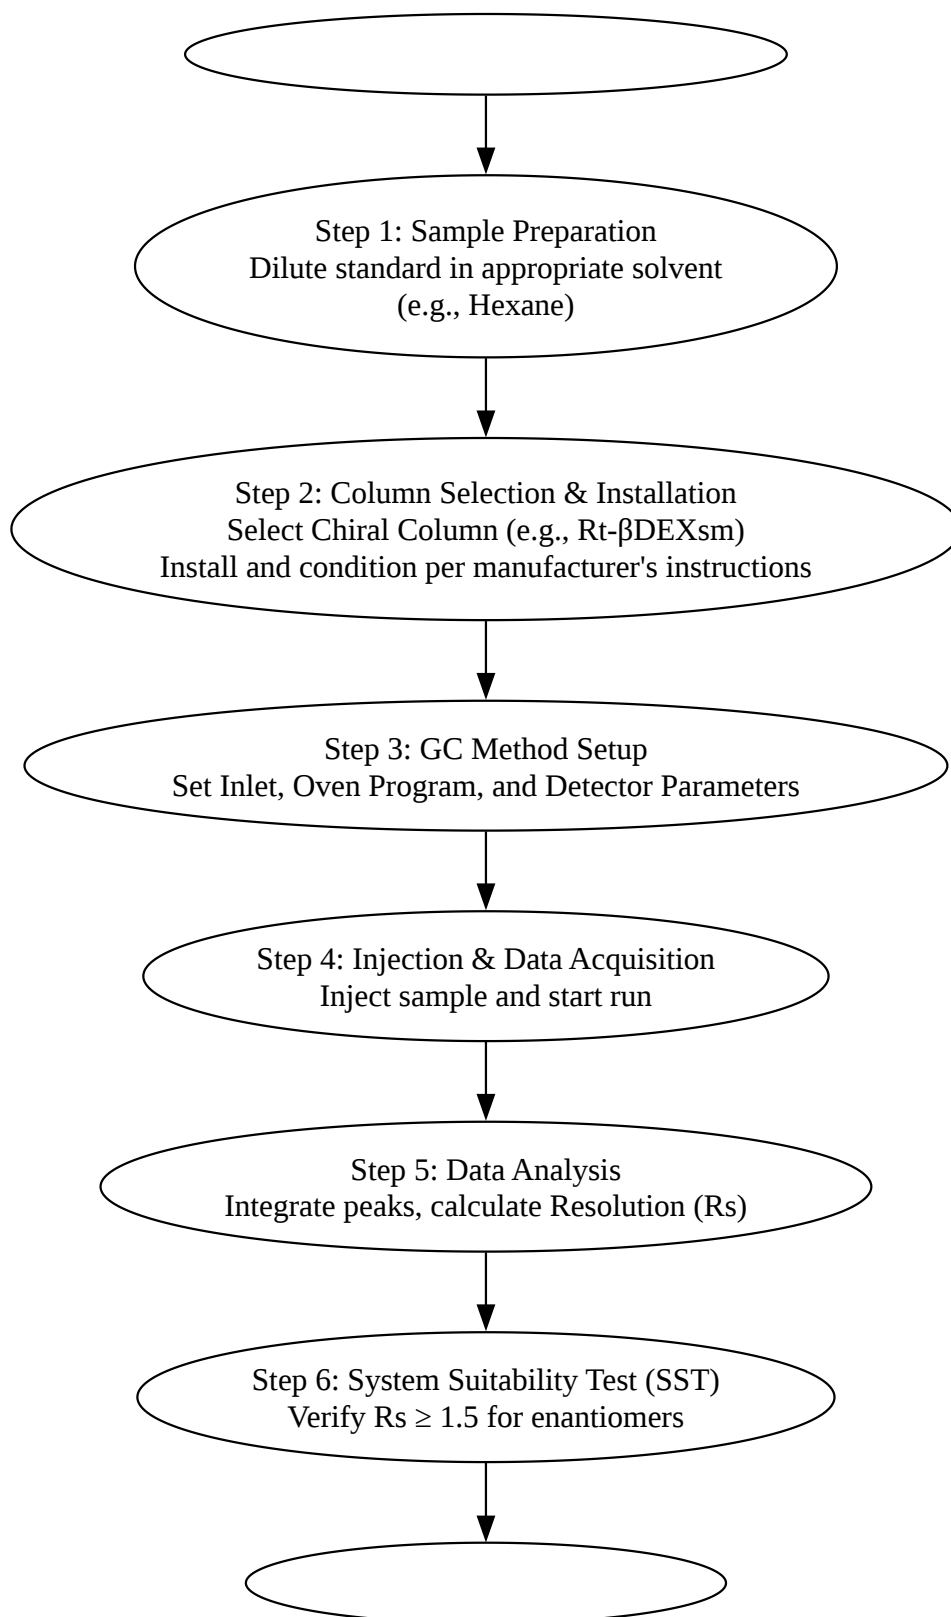 Step 1: Sample Preparation
Dilute standard in appropriate solvent
(e.g., Hexane)
Step 2: Column Selection & Installation
Select Chiral Column (e.g., Rt-βDEXsm)
Install and condition per manufacturer's instructions
Step 3: GC Method Setup
Set Inlet, Oven Program, and Detector Parameters
Step 4: Injection & Data Acquisition
Inject sample and start run
Step 5: Data Analysis
Integrate peaks, calculate Resolution (Rs)
Step 6: System Suitability Test (SST)
Verify Rs ≥ 1.5 for enantiomers